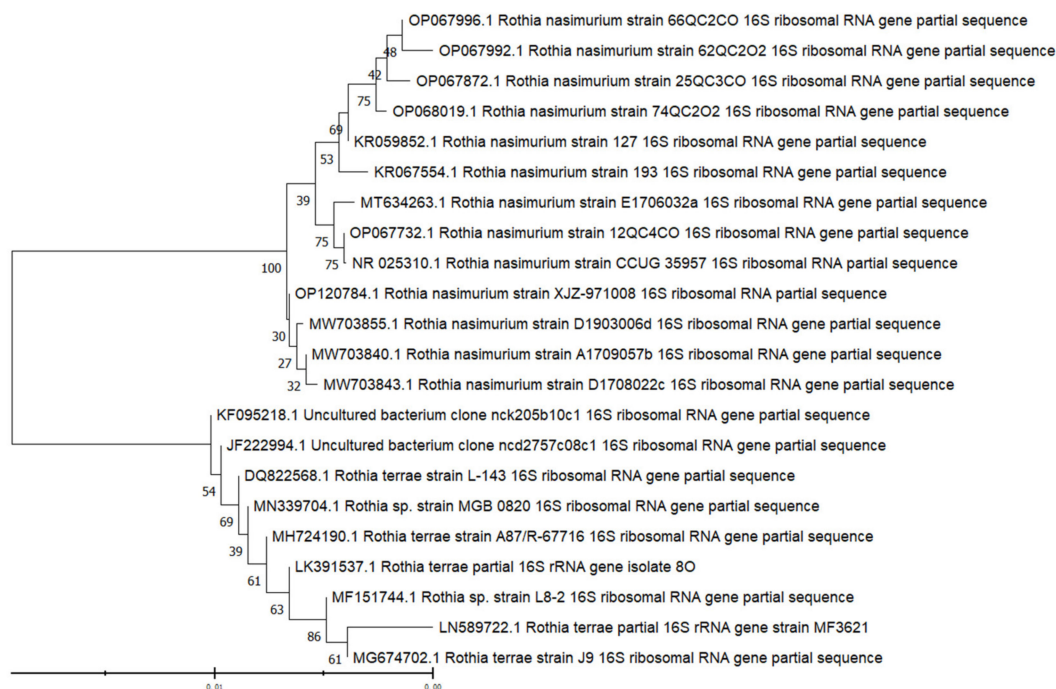 OP067996.1 Rothia nasimurium strain 66QC2CO 16S ribosomal RNA gene partial sequence
48
OP067992.1 Rothia nasimurium strain 62QC2O2 16S ribosomal RNA gene partial sequence
42
OP067872.1 Rothia nasimurium strain 25QC3CO 16S ribosomal RNA gene partial sequence
75
OP068019.1 Rothia nasimurium strain 74QC2O2 16S ribosomal RNA gene partial sequence
69
KR059852.1 Rothia nasimurium strain 127 16S ribosomal RNA gene partial sequence
53
KR067554.1 Rothia nasimurium strain 193 16S ribosomal RNA gene partial sequence
39
MT634263.1 Rothia nasimurium strain E1706032a 16S ribosomal RNA gene partial sequence
75
OP067732.1 Rothia nasimurium strain 12QC4CO 16S ribosomal RNA gene partial sequence
75
NR 025310.1 Rothia nasimurium strain CCUG 35957 16S ribosomal RNA gene partial sequence
100
OP120784.1 Rothia nasimurium strain XJZ-971008 16S ribosomal RNA partial sequence
MW703855.1 Rothia nasimurium strain D1903006d 16S ribosomal RNA gene partial sequence
30
MW703840.1 Rothia nasimurium strain A1709057b 16S ribosomal RNA gene partial sequence
27
MW703843.1 Rothia nasimurium strain D1708022c 16S ribosomal RNA gene partial sequence
32
KF095218.1 Uncultured bacterium clone nck205b10c1 16S ribosomal RNA gene partial sequence
JF222994.1 Uncultured bacterium clone ncd2757c08c1 16S ribosomal RNA gene partial sequence
DQ822568.1 Rothia terrae strain L-143 16S ribosomal RNA gene partial sequence
54
MN339704.1 Rothia sp. strain MGB 0820 16S ribosomal RNA gene partial sequence
69
MH724190.1 Rothia terrae strain A87/R-67716 16S ribosomal RNA gene partial sequence
39
LK391537.1 Rothia terrae partial 16S rRNA gene isolate 8O
61
MF151744.1 Rothia sp. strain L8-2 16S ribosomal RNA gene partial sequence
63
LN589722.1 Rothia terrae partial 16S rRNA gene strain MF3621
86
MG674702.1 Rothia terrae strain J9 16S ribosomal RNA gene partial sequence
61
0.01 0.00